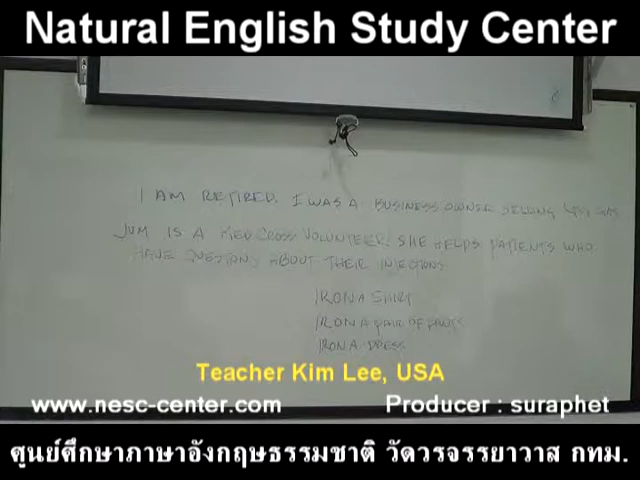 Natural English Study Center
I AM RETIRED. I WAS A BUSINESS OWNER SELLING GAS
JUM IS A RED CROSS VOLUNTEER. SHE HELPS PATIENTS WHO
HAVE QUESTIONS ABOUT THEIR INJECTIONS
IRON A SHIRT
IRON A PAIR OF PANTS
IRON A DRESS
Teacher Kim Lee, USA
www.nesc-center.com Producer : suraphet
ศูนย์ศึกษาภาษาอังกฤษธรรมชาติ วัดวรจรรยาวาส กทม.